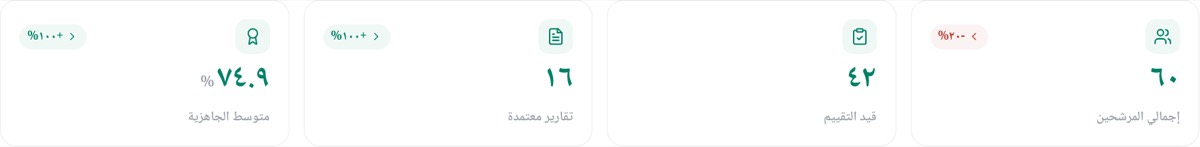 -٢٠%
٦٠
إجمالي المرشحين
٤٢
قيد التقييم
+١٠٠%
١٦
تقارير معتمدة
+١٠٠%
٧٤.٩%
متوسط الجاهزية